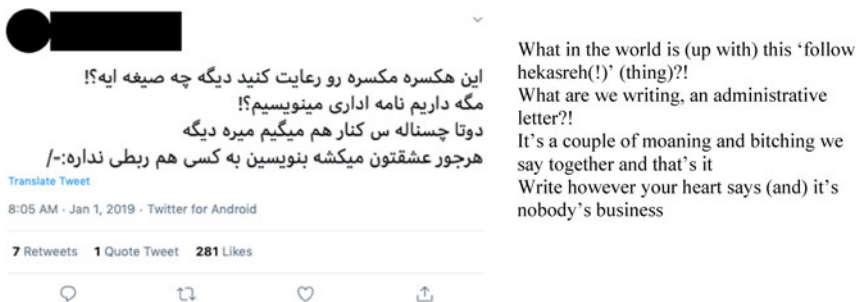 این هکسره مکسره رو رعایت کنید دیگه چه صیغه ایه؟!
مگه داریم نامه اداری مینویسیم؟!
دوتا چسناله س کنار هم میگیم میره دیگه
هرجور عشقتون میکشه بنویسین به کسی هم ربطی نداره:-/
Translate Tweet
8:05 AM · Jan 1, 2019 · Twitter for Android
7 Retweets 1 Quote Tweet 281 Likes
What in the world is (up with) this ‘follow
hekasreh(!)’ (thing)?!
What are we writing, an administrative
letter?!
It’s a couple of moaning and bitching we
say together and that’s it
Write however your heart says (and) it’s
nobody’s business